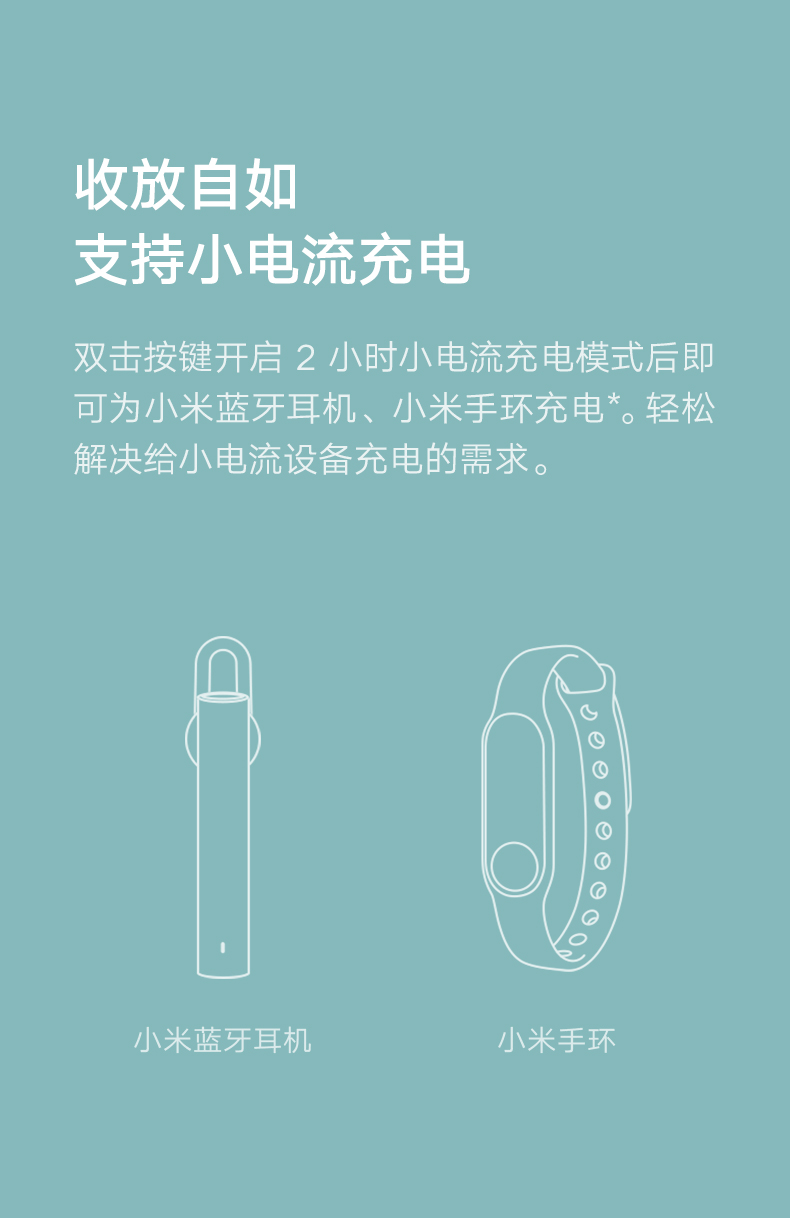 收放自如
支持小电流充电
双击按键开启 2 小时小电流充电模式后即
可为小米蓝牙耳机、小米手环充电*。轻松
解决给小电流设备充电的需求。
小米蓝牙耳机
小米手环